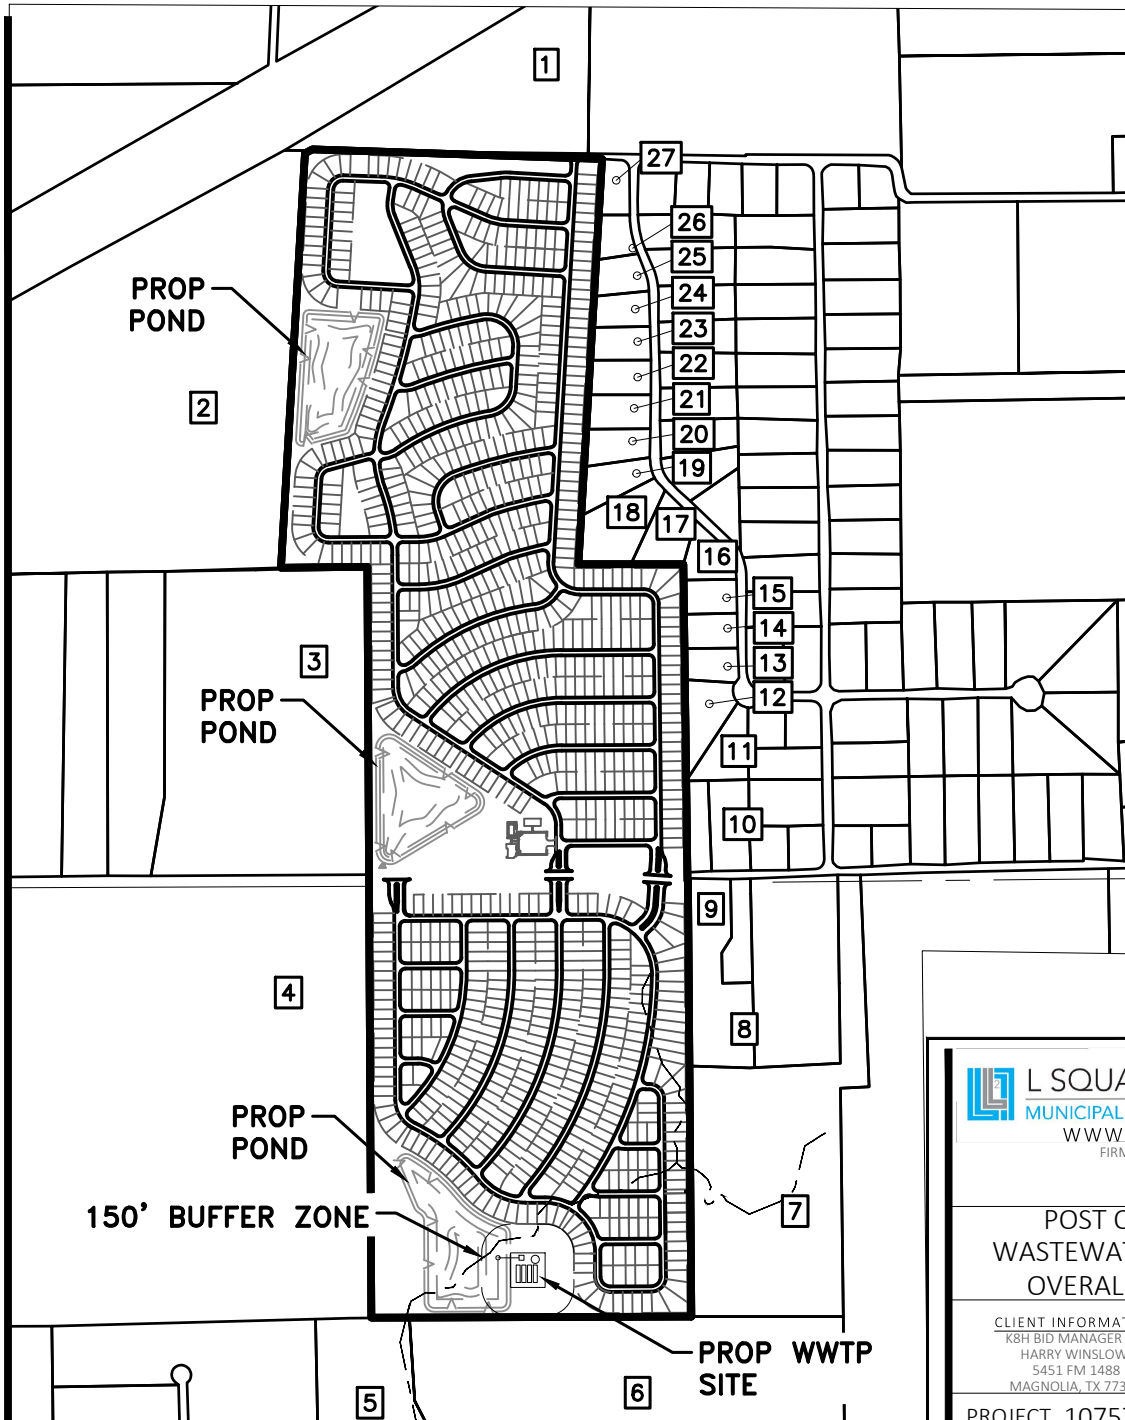 1
27
26
25
24
23
22
21
20
19
18
17
16
15
14
13
12
11
10
9
8
7
6
5
4
3
2
PROP
POND
PROP
POND
PROP
POND
150' BUFFER ZONE
PROP WWTP
SITE
L SQUA
MUNICIPAL
WWW
FIRM
POST O
WASTEWAT
OVERAL
CLIENT INFORMAT
K8H BID MANAGER
HARRY WINSLOW
5451 FM 1488
MAGNOLIA, TX 773
PROJECT 1075